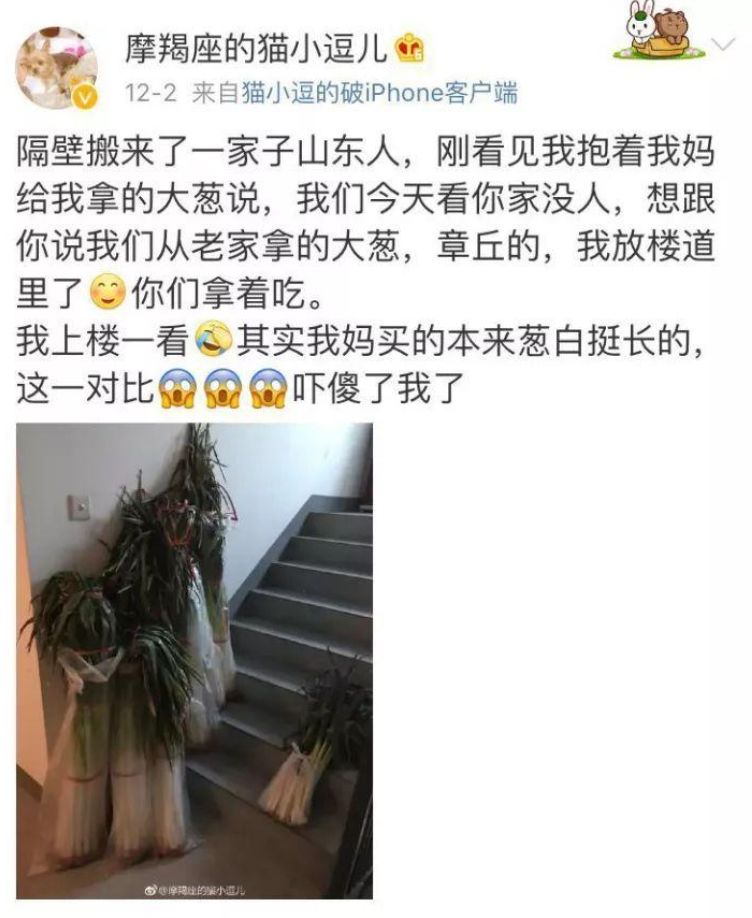 摩羯座的猫小逗儿
12-2 来自猫小逗的破iPhone客户端
隔壁搬来了一家子山东人，刚看见我抱着我妈
给我拿的大葱说，我们今天看你家没人，想跟
你说我们从老家拿的大葱，章丘的，我放楼道
里了😊你们拿着吃。
我上楼一看🤣其实我妈买的本来葱白挺长的，
这一对比😱😱😱吓傻了我了
@摩羯座的猫小逗儿